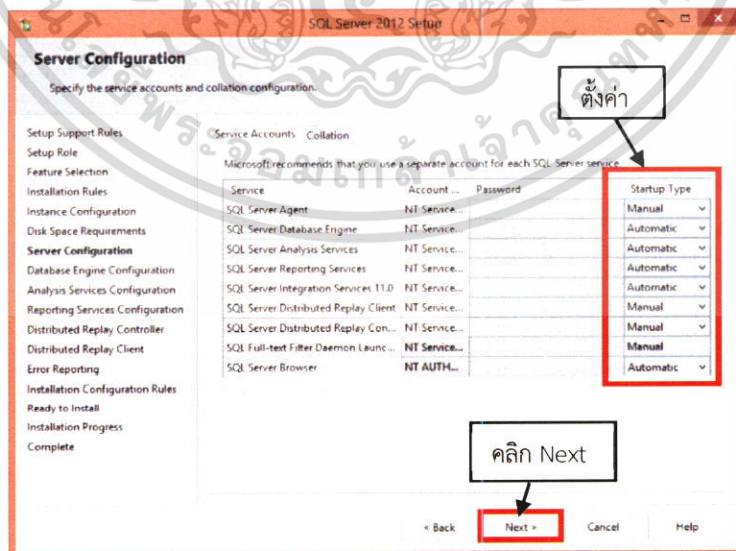 SQL Server 2012 Setup
Server Configuration
Specify the service accounts and collation configuration.
ตั้งค่า
Setup Support Rules
Setup Role
Feature Selection
Installation Rules
Instance Configuration
Disk Space Requirements
Server Configuration
Database Engine Configuration
Analysis Services Configuration
Reporting Services Configuration
Distributed Replay Controller
Distributed Replay Client
Error Reporting
Installation Configuration Rules
Ready to Install
Installation Progress
Complete
Service Accounts Collation
Microsoft recommends that you use a separate account for each SQL Server service.
Service Account ... Password Startup Type
SQL Server Agent NT Service... Manual
SQL Server Database Engine NT Service... Automatic
SQL Server Analysis Services NT Service... Automatic
SQL Server Reporting Services NT Service... Automatic
SQL Server Integration Services 11.0 NT Service... Automatic
SQL Server Distributed Replay Client NT Service... Manual
SQL Server Distributed Replay Con... NT Service... Manual
SQL Full-text Filter Daemon Launc... NT Service... Manual
SQL Server Browser NT AUTH... Automatic
คลิก Next
< Back Next > Cancel Help